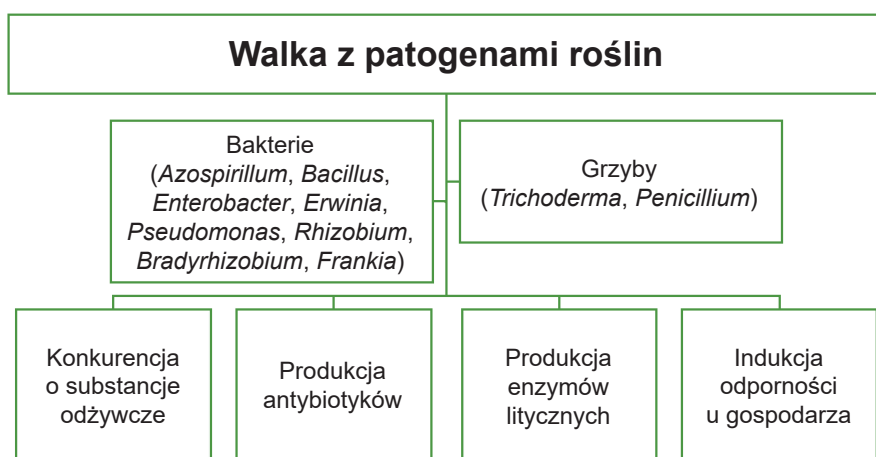 Walka z patogenami roślin
Bakterie
(Azospirillum, Bacillus,
Enterobacter, Erwinia,
Pseudomonas, Rhizobium,
Bradyrhizobium, Frankia)
Grzyby
(Trichoderma, Penicillium)
Konkurencja
o substancje
odżywcze
Produkcja
antybiotyków
Produkcja
enzymów
litycznych
Indukcja
odporności
u gospodarza